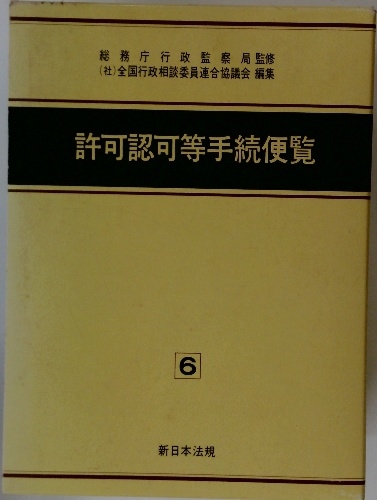 総務庁行政監察局監修
(社)全国行政相談委員連合協議会 編集
許可認可等手続便覧
6
新日本法規